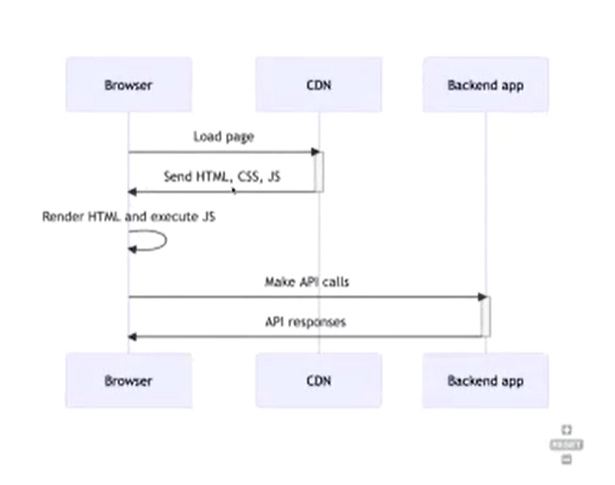 Browser
CDN
Backend app
Load page
Send HTML, CSS, JS
Render HTML and execute JS
Make API calls
API responses
Browser
CDN
Backend app
RESET